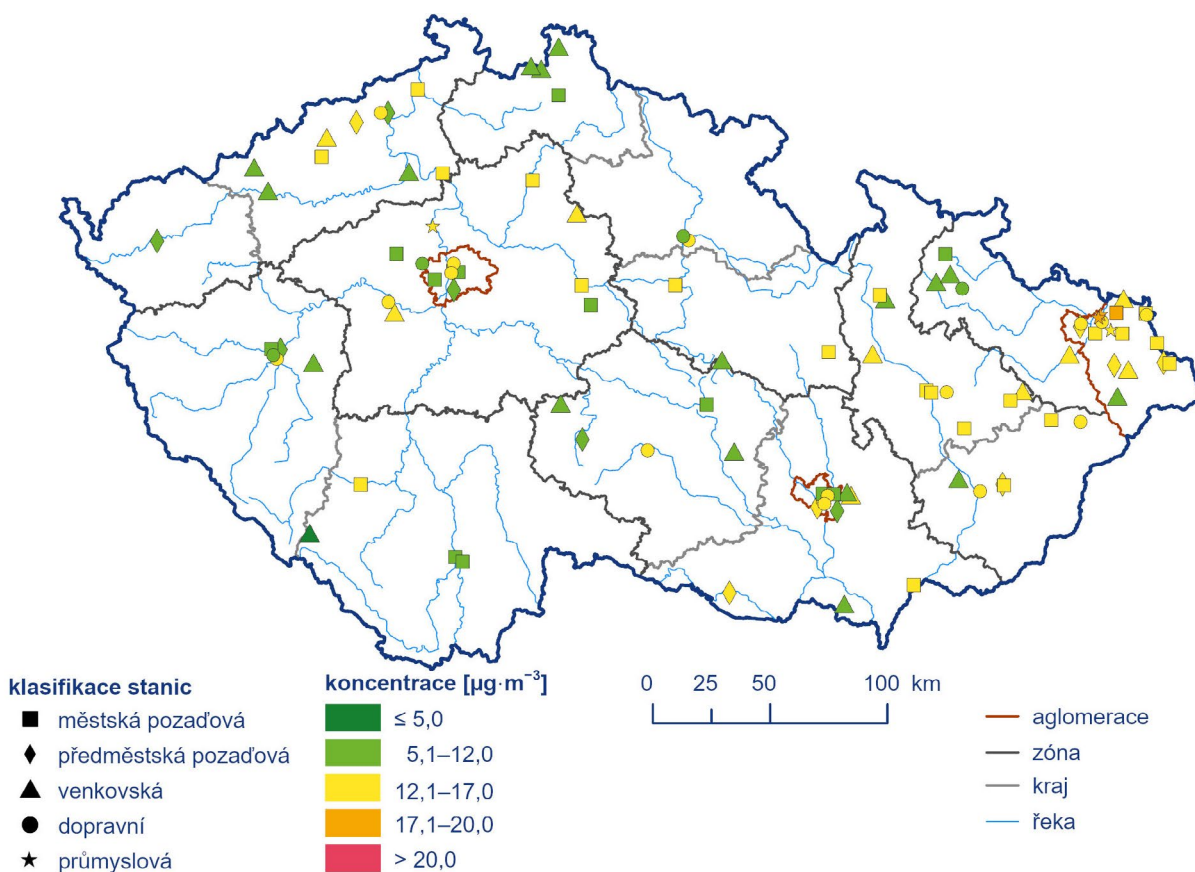 klasifikace stanic
městská pozaďová
předměstská pozaďová
venkovská
dopravní
průmyslová
koncentrace [µg·m⁻³]
≤ 5,0
5,1–12,0
12,1–17,0
17,1–20,0
> 20,0
0 25 50 100 km
aglomerace
zóna
kraj
řeka